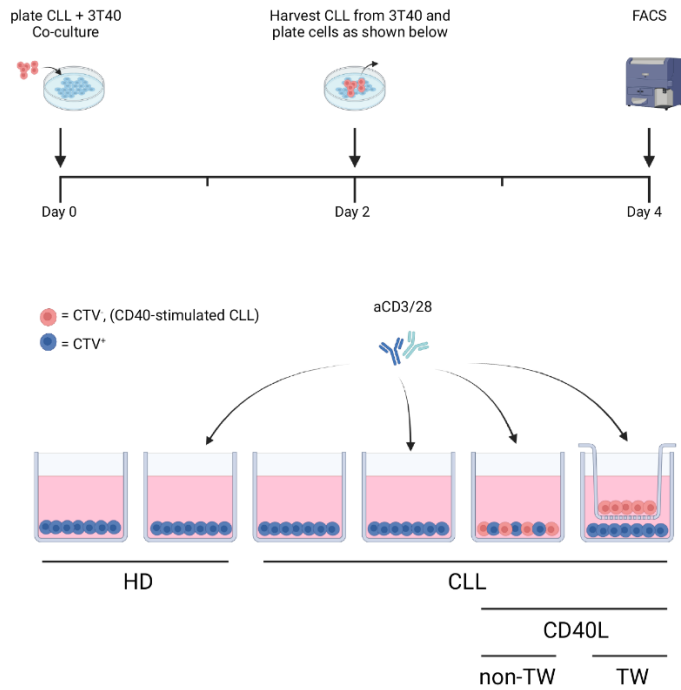 plate CLL + 3T40
Co-culture
Harvest CLL from 3T40 and
plate cells as shown below
FACS
Day 0
Day 2
Day 4
= CTV-, (CD40-stimulated CLL)
= CTV+
aCD3/28
HD
CLL
CD40L
non-TW
TW